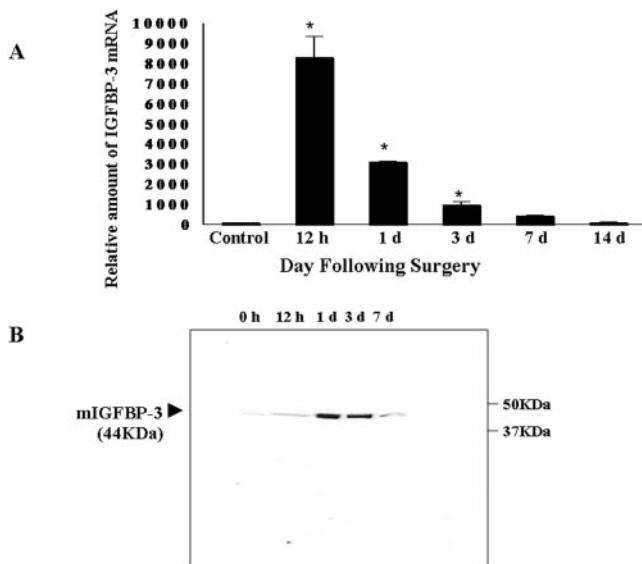 A
Relative amount of IGFBP-3 mRNA
10000
9000
8000
7000
6000
5000
4000
3000
2000
1000
0
*
*
*
Control 12 h 1 d 3 d 7 d 14 d
Day Following Surgery
B
0 h 12 h 1 d 3 d 7 d
mIGFBP-3
(44KDa)
50KDa
37KDa